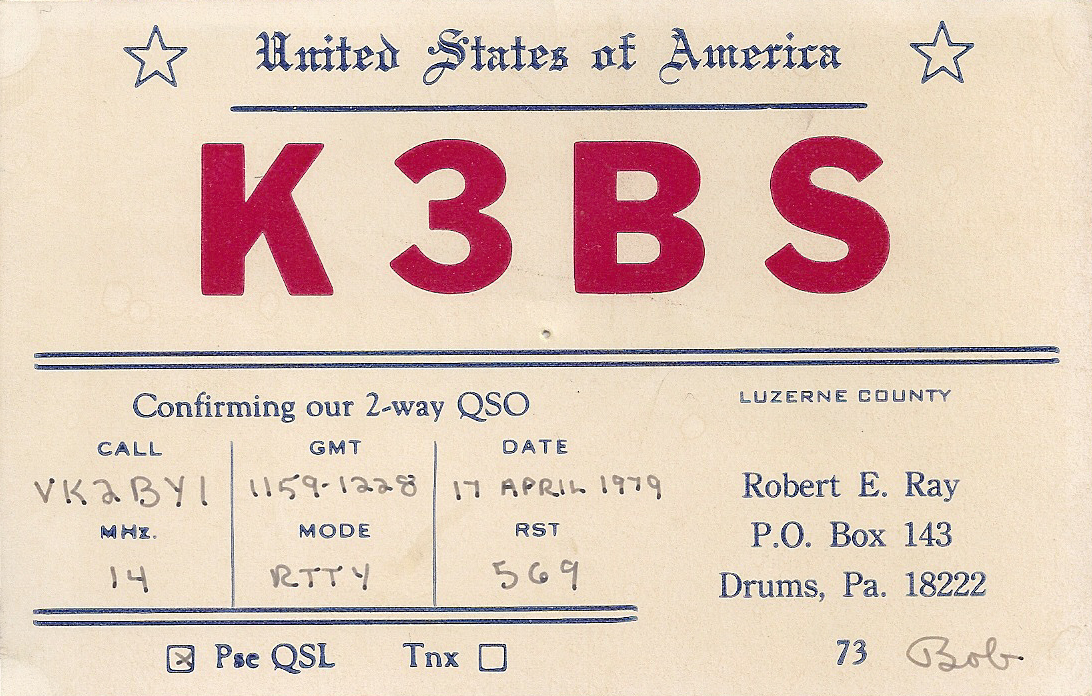 United States of America
K3BS
Confirming our 2-way QSO
LUZERNE COUNTY
CALL GMT DATE
VK2BYI 1159-1228 17 APRIL 1979
MHz. MODE RST
14 RTTY 569
Robert E. Ray
P.O. Box 143
Drums, Pa. 18222
Pse QSL Tnx
73 Bob